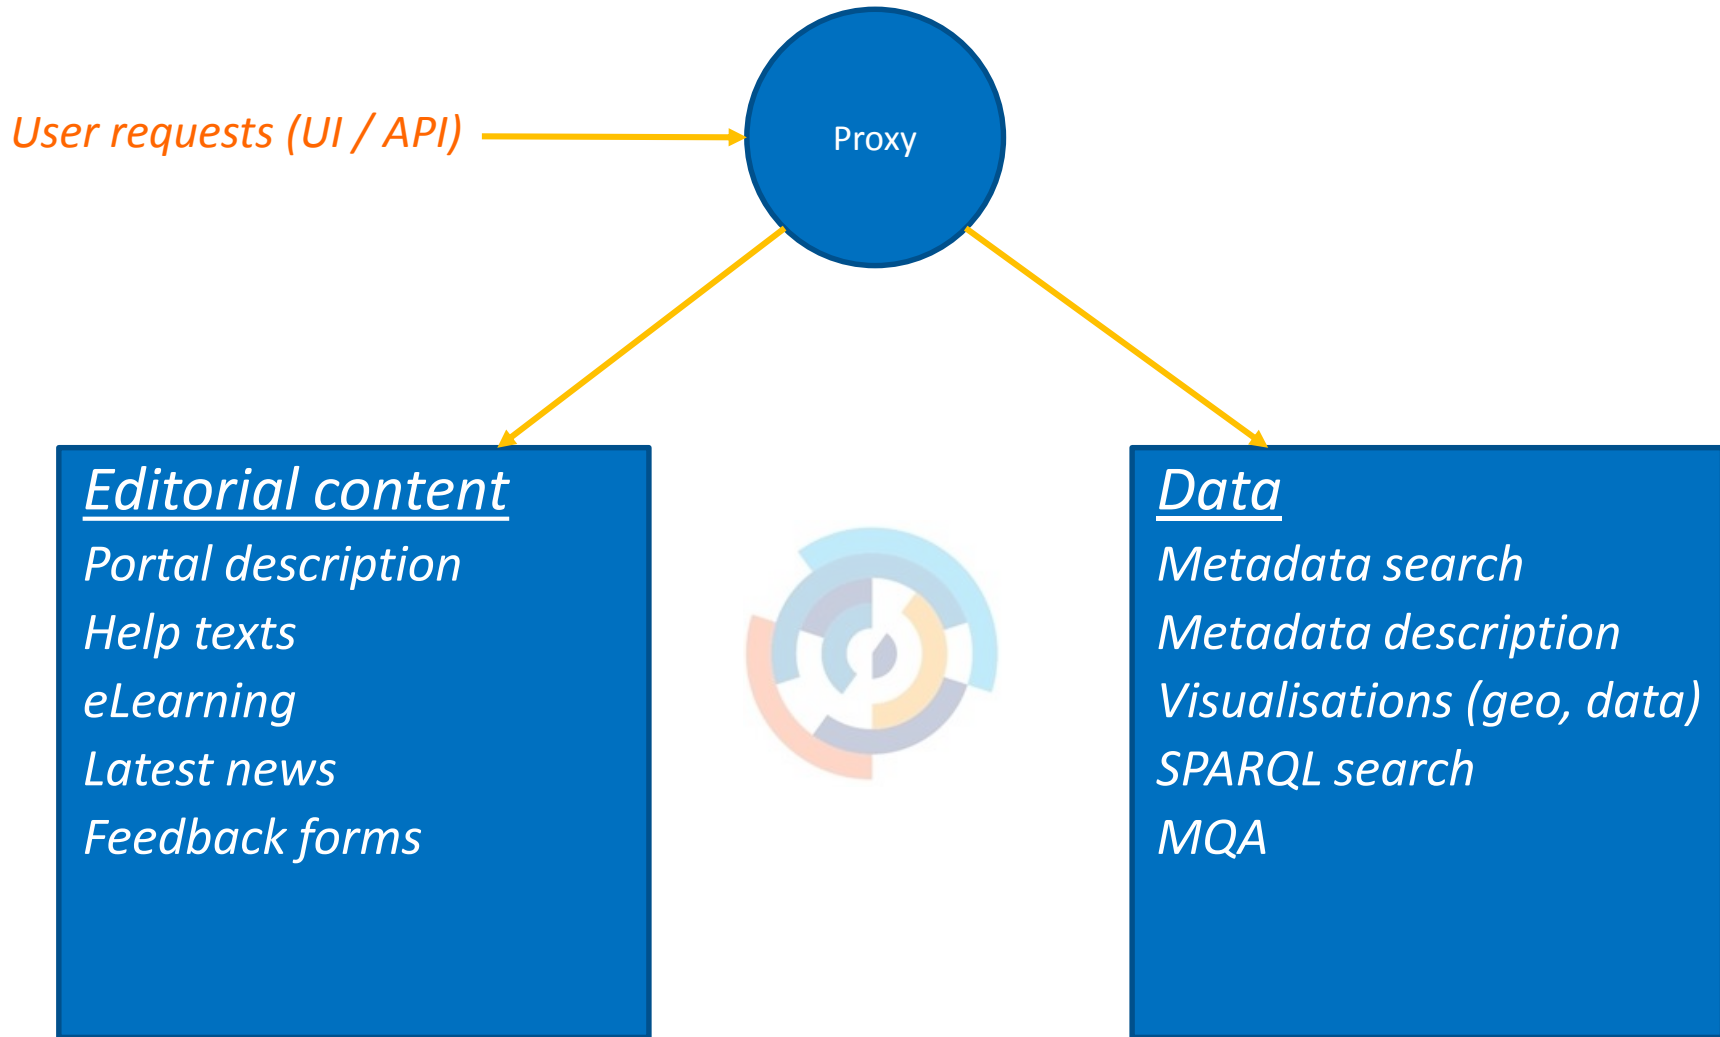 User requests (UI / API)
Proxy
Editorial content
Portal description
Help texts
eLearning
Latest news
Feedback forms
Data
Metadata search
Metadata description
Visualisations (geo, data)
SPARQL search
MQA